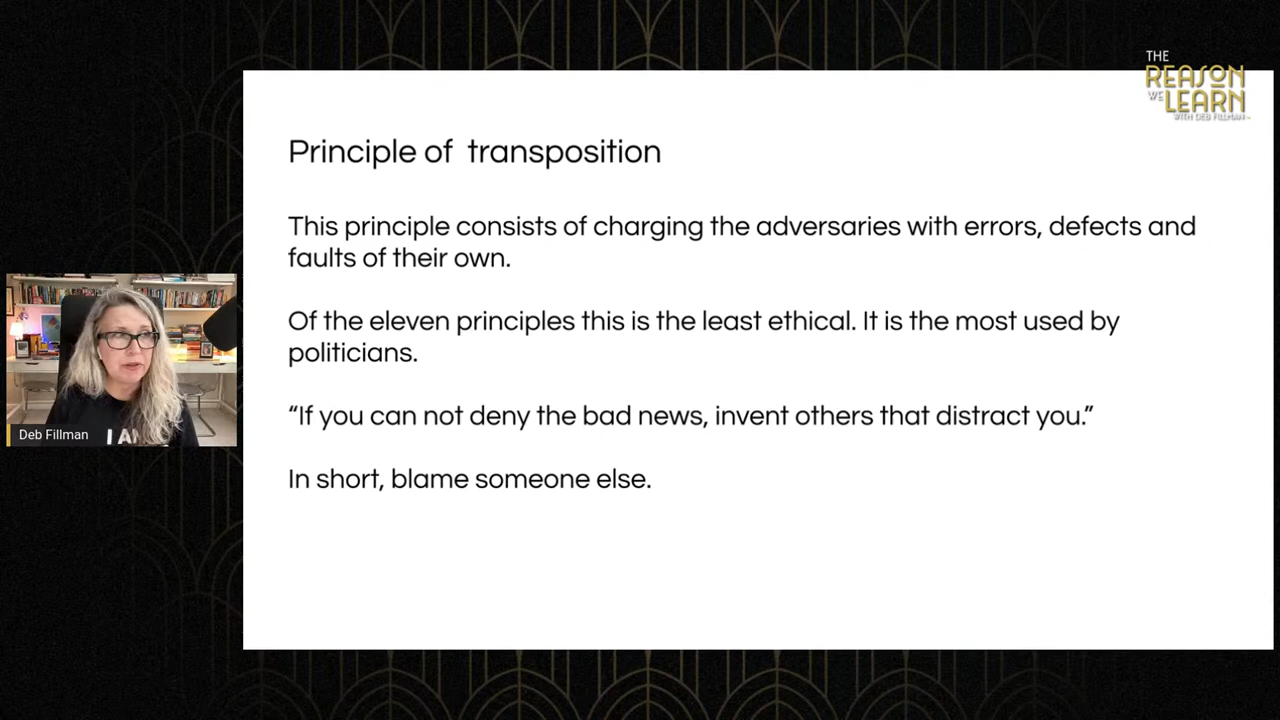 THE
REASON
WE LEARN
WITH DEB FILLMAN
Principle of  transposition
This principle consists of charging the adversaries with errors, defects and
faults of their own.
Of the eleven principles this is the least ethical. It is the most used by
politicians.
“If you can not deny the bad news, invent others that distract you.”
In short, blame someone else.
Deb Fillman
I AM